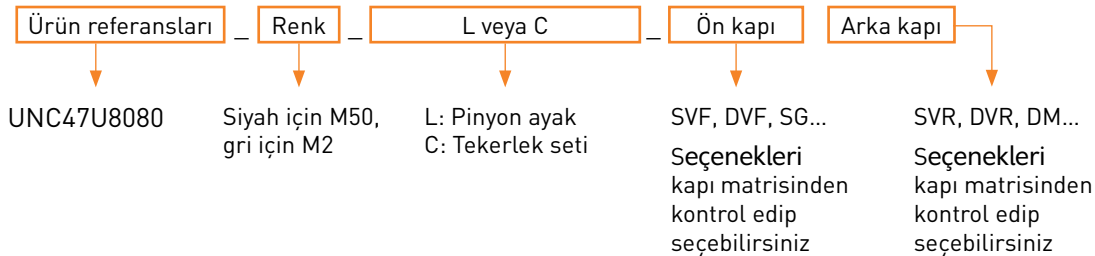 Ürün referansları _ Renk _ L veya C _ Ön kapı Arka kapı
UNC47U8080
Siyah için M50,
gri için M2
L: Pinyon ayak
C: Tekerlek seti
SVF, DVF, SG...
Seçenekleri
kapı matrisinden
kontrol edip
seçebilirsiniz
SVR, DVR, DM...
Seçenekleri
kapı matrisinden
kontrol edip
seçebilirsiniz